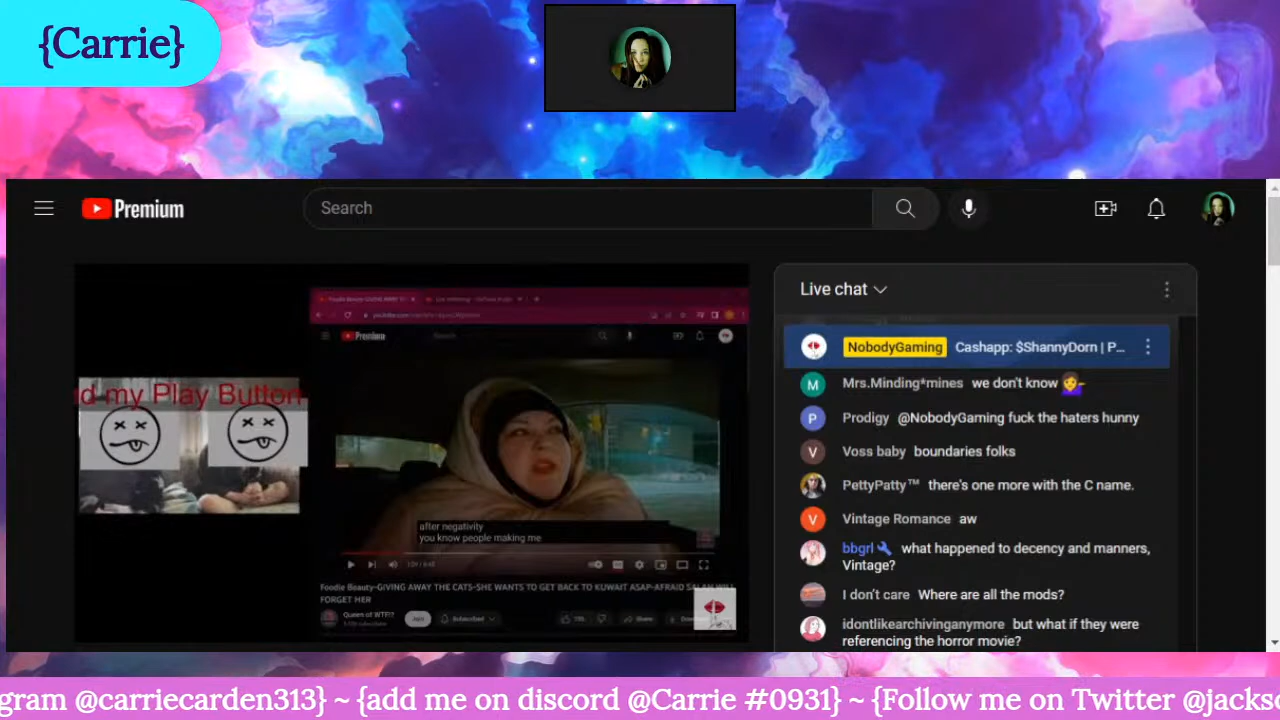 {Carrie}
Premium
Search
Live chat
NobodyGaming Cashapp: $ShannyDorn | P...
Mrs.Minding*mines we don't know
Prodigy @NobodyGaming fuck the haters hunny
Voss baby boundaries folks
PettyPatty™ there's one more with the C name.
Vintage Romance aw
bbgrl what happened to decency and manners,
Vintage?
I don't care Where are all the mods?
idontlikearchivinganymore but what if they were
referencing the horror movie?
d my Play Button
Premium
after negativity
you know people making me
Foodie Beauty-GIVING AWAY THE CATS-SHE WANTS TO GET BACK TO KUWAIT ASAP-AFRAID SALAH WILL
FORGET HER
Queen of WTF!?
Join
Subscribed
Share
gram @carriecarden313} ~ {add me on discord @Carrie #0931} ~ {Follow me on Twitter @jackso